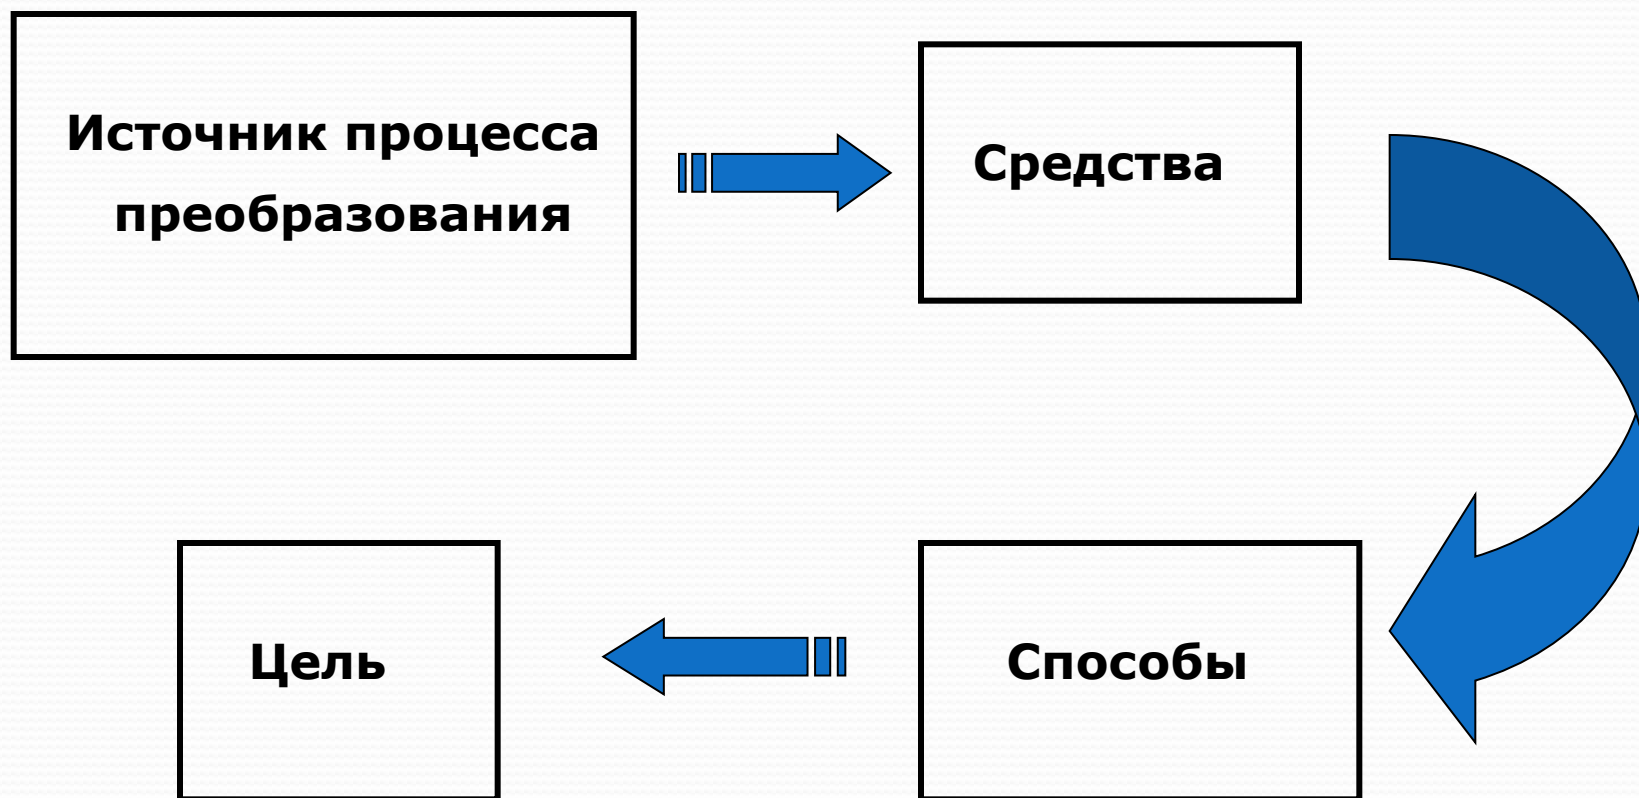 Источник процесса
преобразования
Средства
Способы
Цель